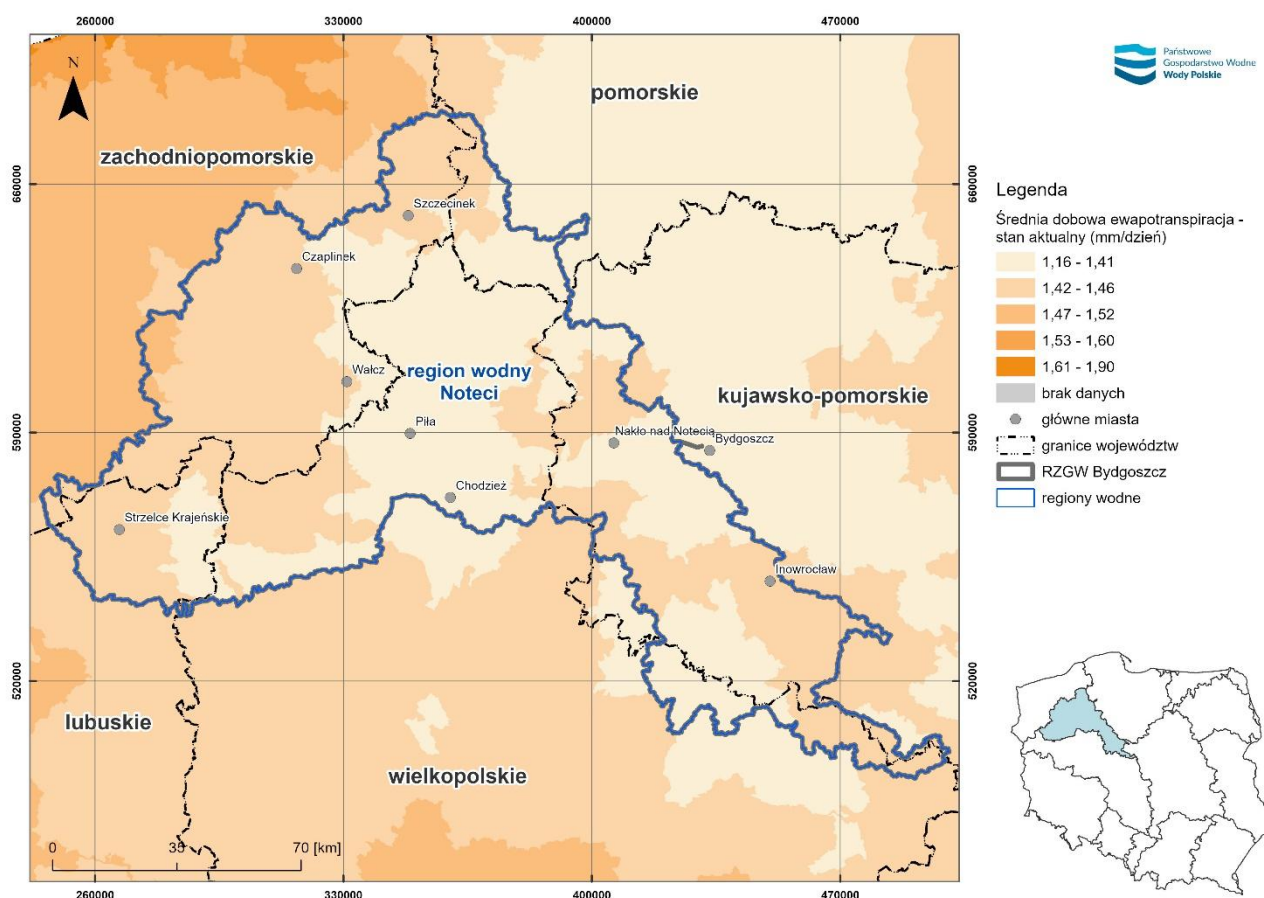 260000 330000 400000 470000
N
Państwowe
Gospodarstwo Wodne
Wody Polskie
pomorskie
zachodniopomorskie
660000 660000
Legenda
Szczecinek
Średnia dobowa ewapotranspiracja -
stan aktualny (mm/dzień)
Czaplinek
1,16 - 1,41
1,42 - 1,46
1,47 - 1,52
1,53 - 1,60
1,61 - 1,90
brak danych
główne miasta
granice województw
RZGW Bydgoszcz
regiony wodne
Wałcz
region wodny
Noteci
kujawsko-pomorskie
Piła
590000 590000
Nakło nad Notecią
Bydgoszcz
Chodzież
Strzelce Krajeńskie
Inowrocław
520000 520000
lubuskie
wielkopolskie
0 35 70 [km]
260000 330000 400000 470000